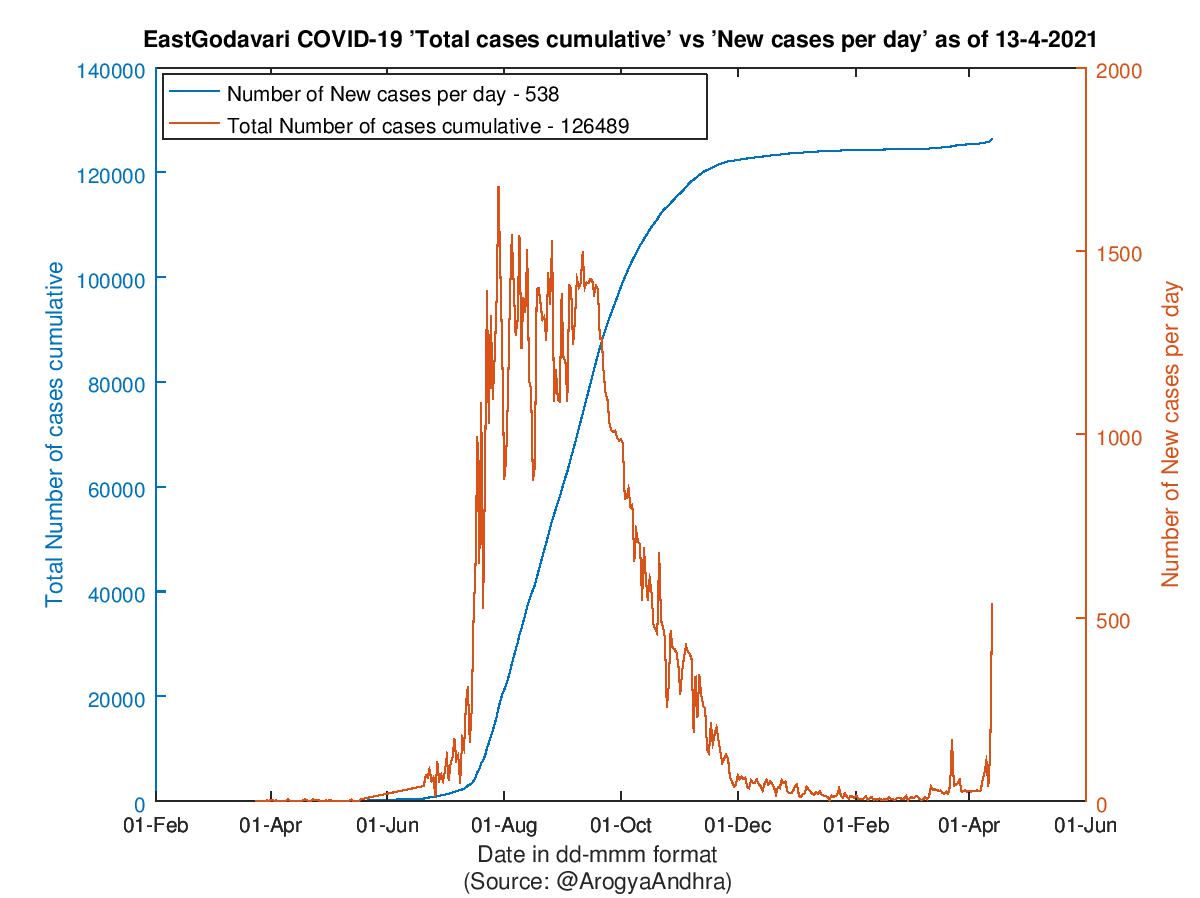 EastGodavari COVID-19 ’Total cases cumulative’ vs ’New cases per day’ as of 13-4-2021
Number of New cases per day - 538
Total Number of cases cumulative - 126489
Total Number of cases cumulative
140000
120000
100000
80000
60000
40000
20000
0
2000
1500
1000
500
0
Number of New cases per day
01-Feb 01-Apr 01-Jun 01-Aug 01-Oct 01-Dec 01-Feb 01-Apr 01-Jun
Date in dd-mmm format
(Source: @ArogyaAndhra)